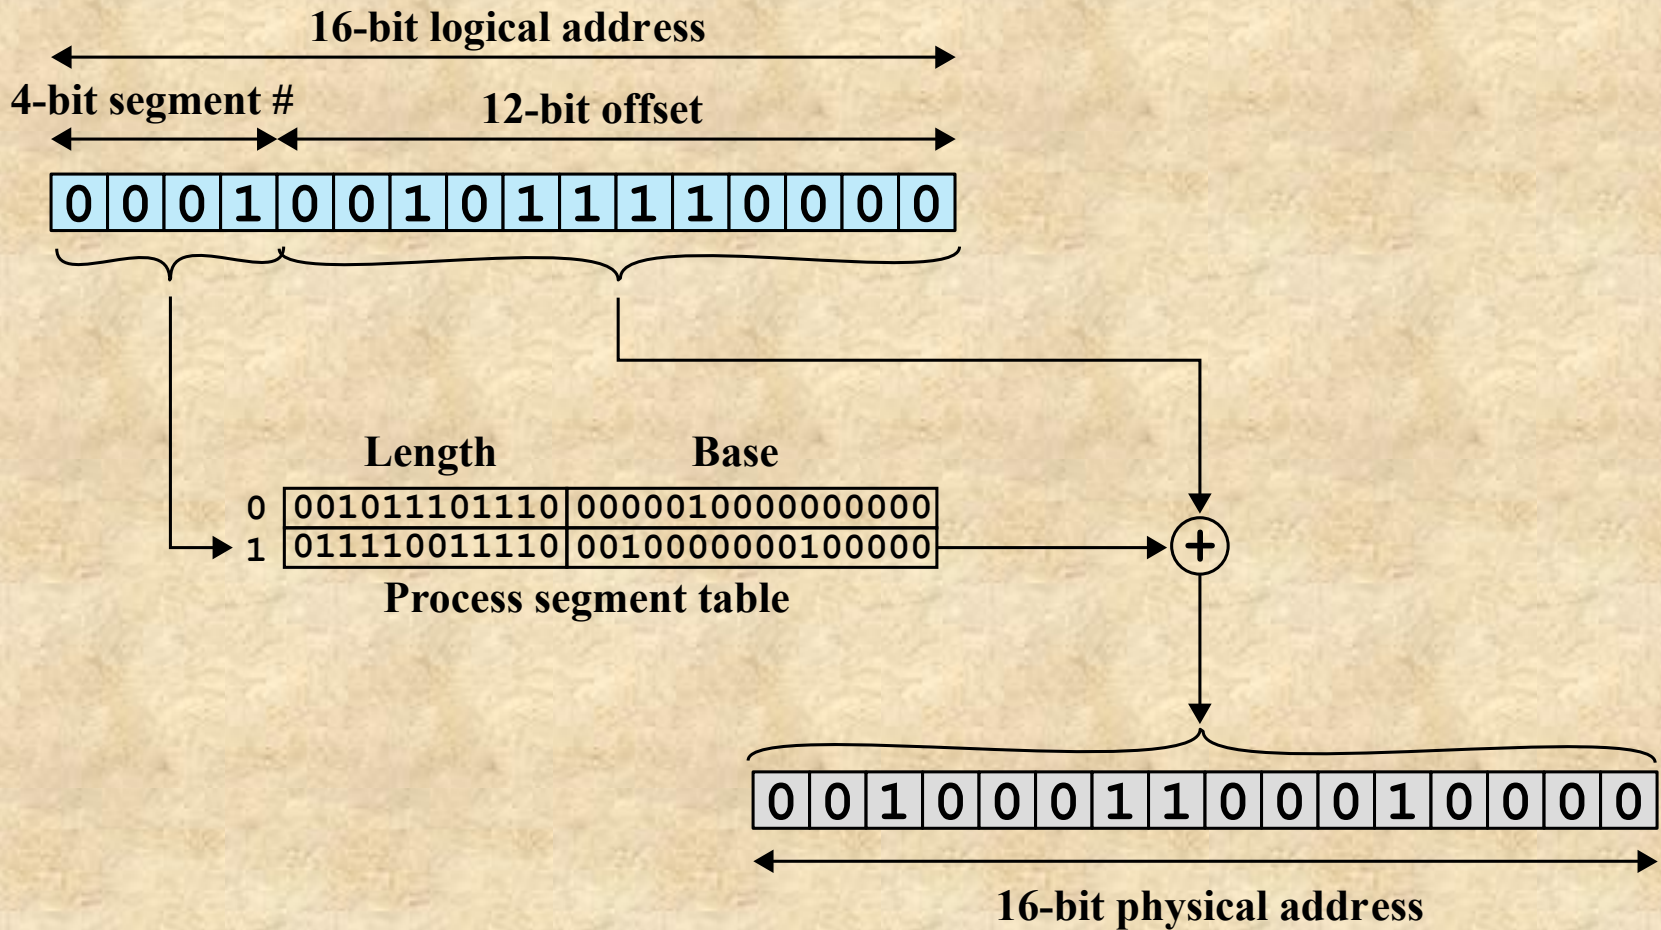 16-bit logical address
4-bit segment # 12-bit offset
0 0 0 1 0 0 1 0 1 1 1 1 0 0 0 0
Length Base
0 001011101110 0000010000000000
1 011110011110 0010000000100000
+
Process segment table
0 0 1 0 0 0 1 1 0 0 0 1 0 0 0 0
16-bit physical address